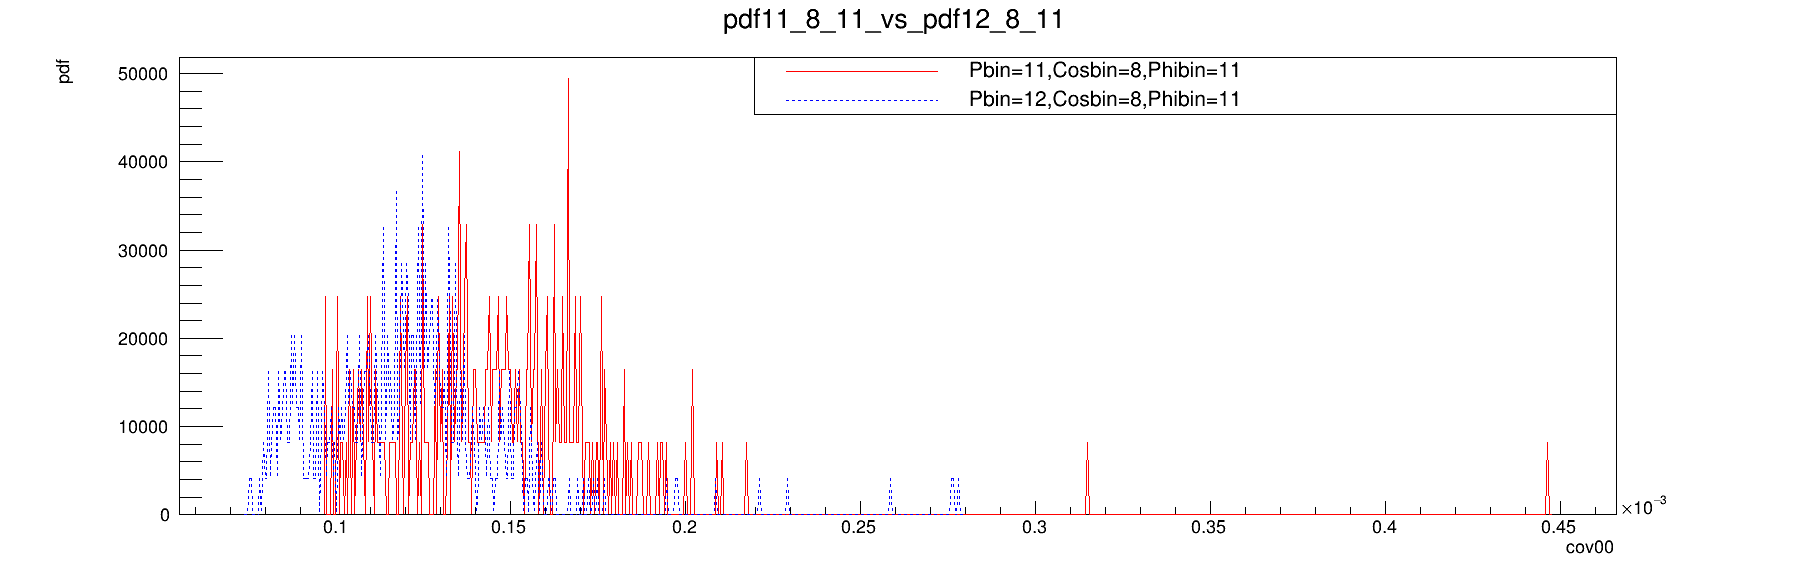 pdf11_8_11_vs_pdf12_8_11
pdf
Pbin=11,Cosbin=8,Phibin=11
Pbin=12,Cosbin=8,Phibin=11
50000
40000
30000
20000
10000
0
0.1 0.15 0.2 0.25 0.3 0.35 0.4 0.45
×10⁻³
cov00